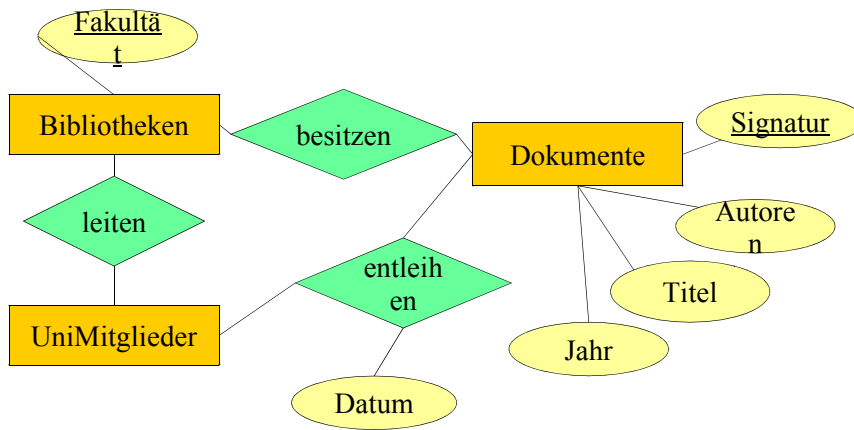 Fakultä
t
Bibliotheken
besitzen
Signatur
Dokumente
leiten
Autore
n
entleih
en
Titel
UniMitglieder
Jahr
Datum